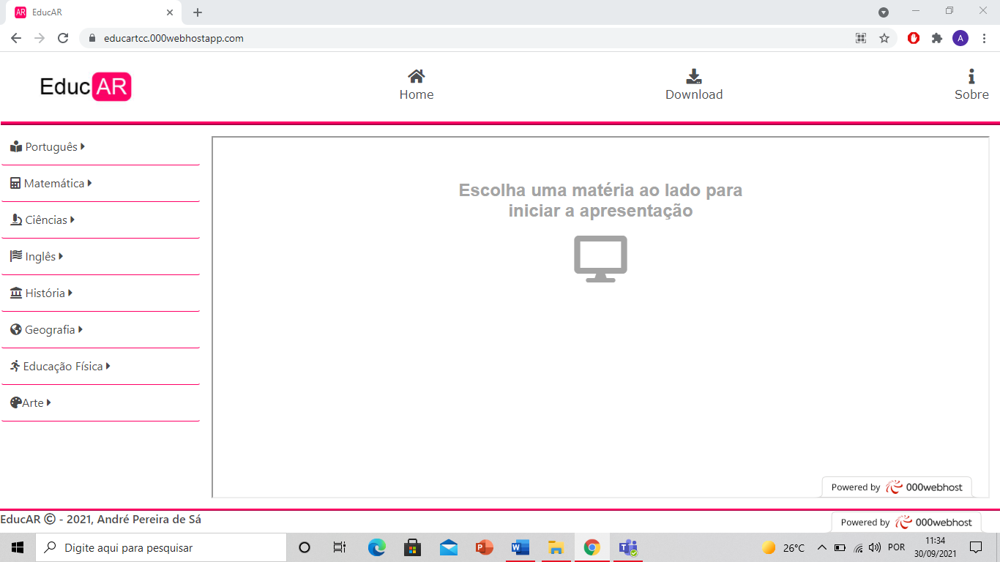 AR EducAR
educartcc.000webhostapp.com
A
EducAR
Home
Download
Sobre
Português
Matemática
Ciências
Inglês
História
Geografia
Educação Física
Arte
Escolha uma matéria ao lado para
iniciar a apresentação
Powered by 000webhost
EducAR © - 2021, André Pereira de Sá
Powered by 000webhost
Digite aqui para pesquisar
26°C
POR
11:34
30/09/2021